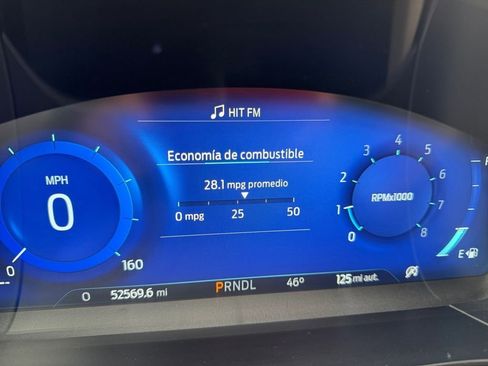 HIT FM
Economía de combustible
28.1 mpg promedio
0 mpg 25 50
MPH
0
0
160
RPMx1000
0
1
2
3
4
5
6
7
8
F
E
0 52569.6 mi PRNDL 46° 125 mi aut.